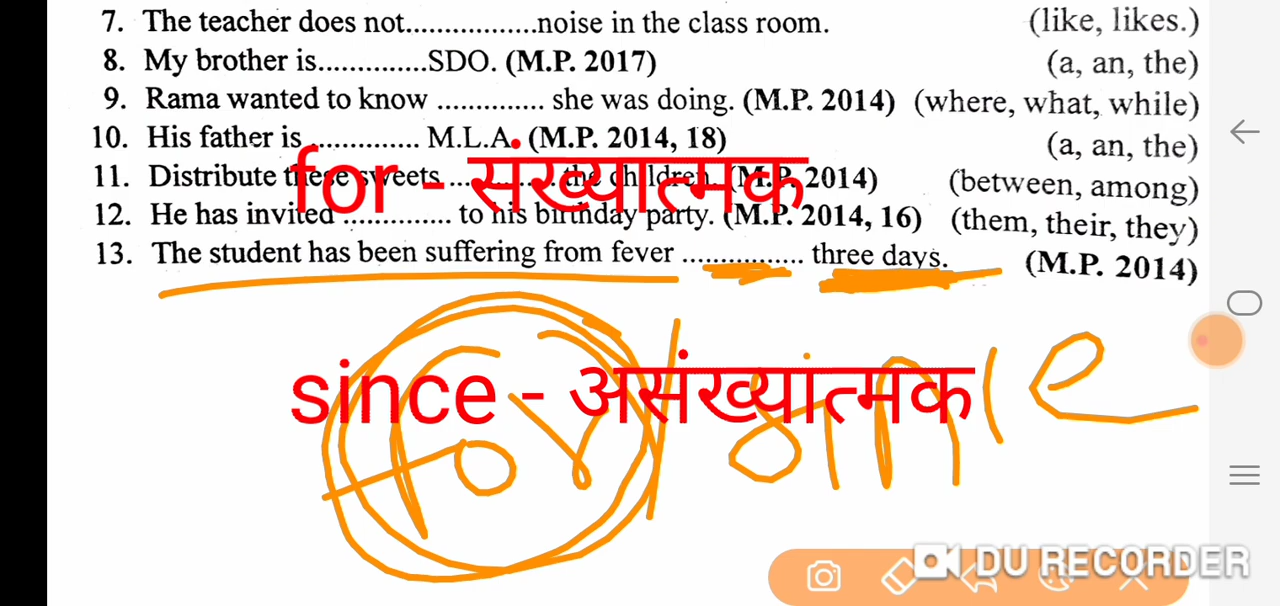 7. The teacher does not.................noise in the class room. (like, likes.)
8. My brother is..............SDO. (M.P. 2017) (a, an, the)
9. Rama wanted to know .............. she was doing. (M.P. 2014) (where, what, while)
10. His father is .............. M.L.A. (M.P. 2014, 18) (a, an, the)
for - संख्यात्मक
11. Distribute these sweets .............. the children. (M.P. 2014) (between, among)
12. He has invited .............. to his birthday party. (M.P. 2014, 16) (them, their, they)
13. The student has been suffering from fever ............... three days. (M.P. 2014)
since - असंख्यांत्मक
for/since
DU RECORDER